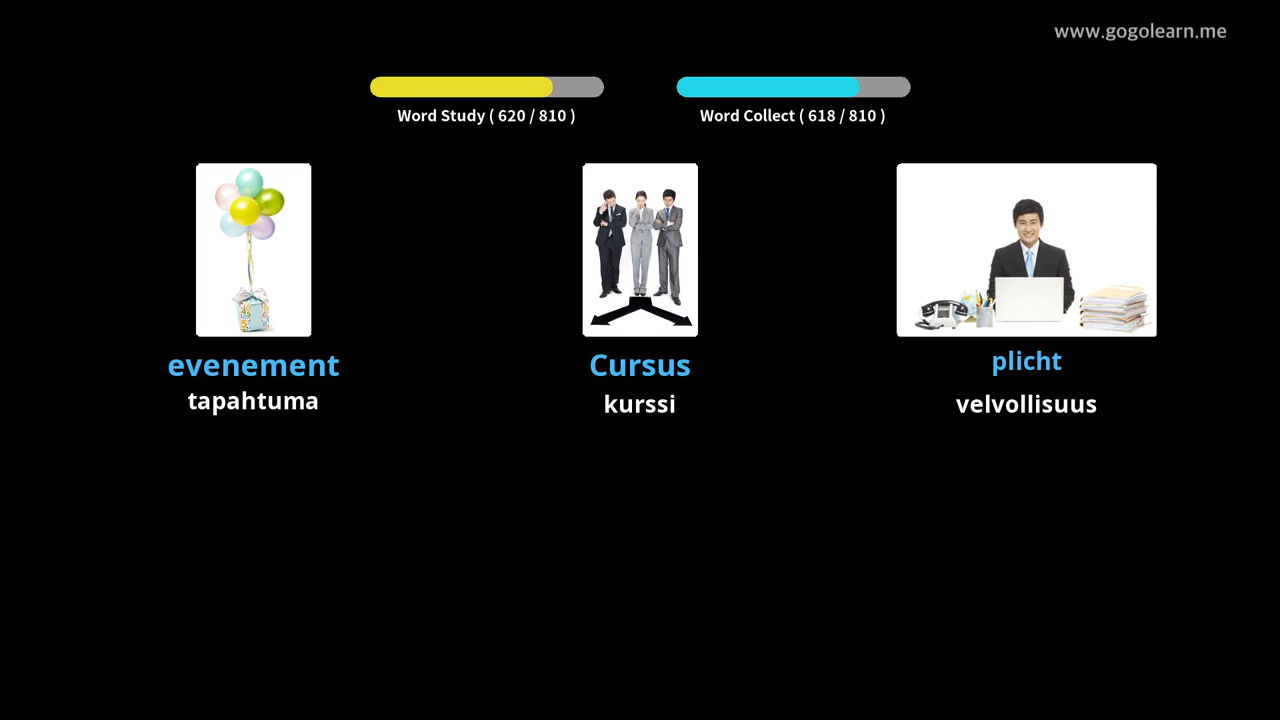 www.gogolearn.me
Word Study ( 620 / 810 )
Word Collect ( 618 / 810 )
evenement
tapahtuma
Cursus
kurssi
plicht
velvollisuus